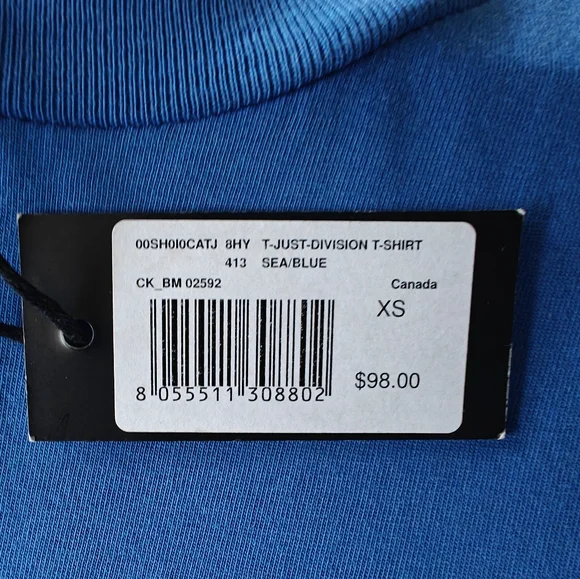 00SH0I0CATJ 8HY T-JUST-DIVISION T-SHIRT
413 SEA/BLUE
CK_BM 02592
Canada
XS
$98.00
8 055511 308802